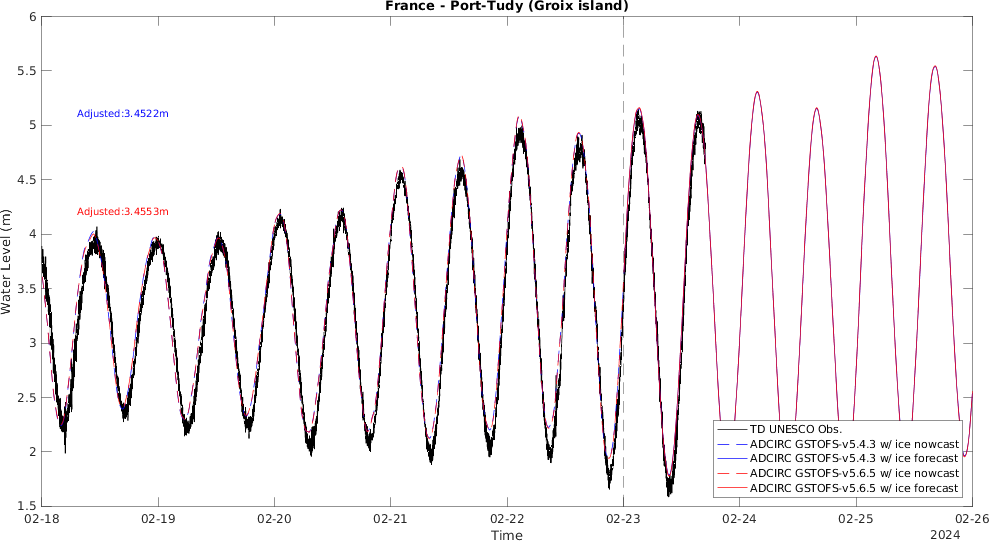 France - Port-Tudy (Groix island)
6
5.5
5
4.5
4
3.5
3
2.5
2
1.5
Water Level (m)
Adjusted:3.4522m
Adjusted:3.4553m
TD UNESCO Obs.
ADCIRC GSTOFS-v5.4.3 w/ ice nowcast
ADCIRC GSTOFS-v5.4.3 w/ ice forecast
ADCIRC GSTOFS-v5.6.5 w/ ice nowcast
ADCIRC GSTOFS-v5.6.5 w/ ice forecast
02-18 02-19 02-20 02-21 02-22 02-23 02-24 02-25 02-26
Time
2024